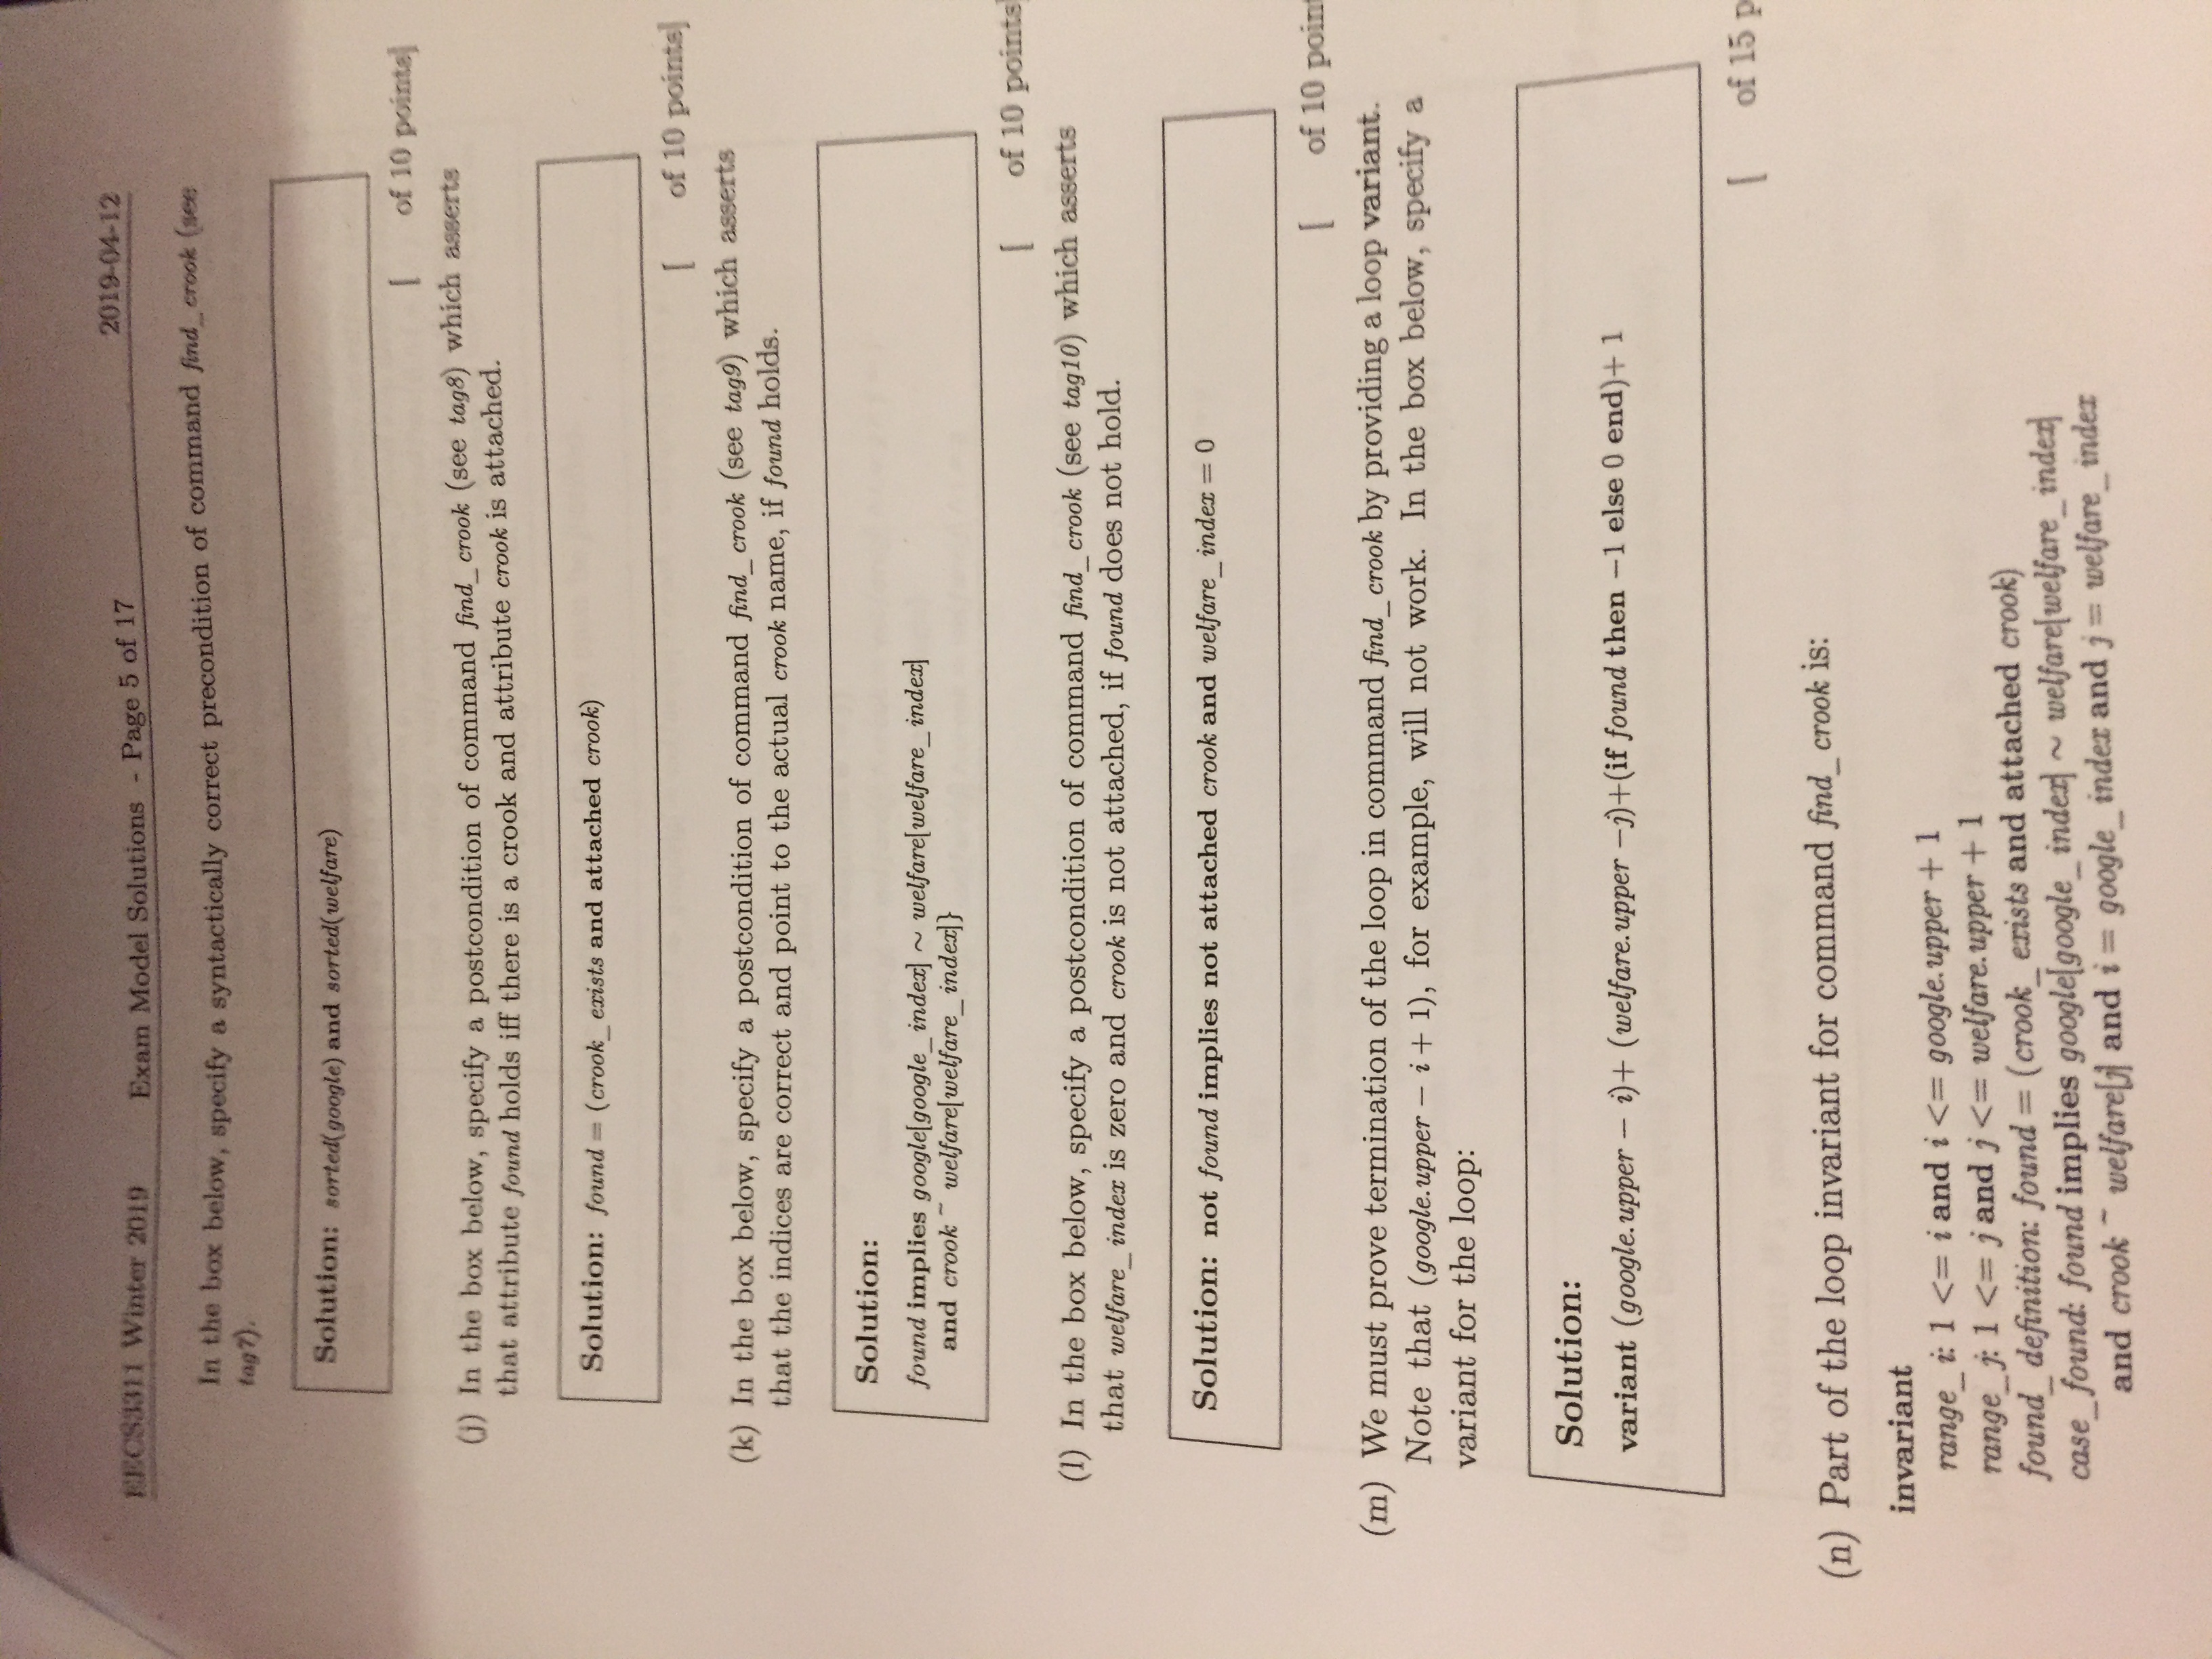 EECS3311 Winter 2019 Exam Model Solutions - Page 5 of 17 2019-04-12
In the box below, specify a syntactically correct precondition of command find_crook (see
tag7).
Solution: sorted(google) and sorted(welfare)
[ of 10 points]
(j) In the box below, specify a postcondition of command find_crook (see tag8) which asserts
that attribute found holds iff there is a crook and attribute crook is attached.
Solution: found = (crook_exists and attached crook)
[ of 10 points]
(k) In the box below, specify a postcondition of command find_crook (see tag9) which asserts
that the indices are correct and point to the actual crook name, if found holds.
Solution:
found implies google[google_index] ∼ welfare[welfare_index]
and crook ~ welfare[welfare_index]}
[ of 10 points]
(l) In the box below, specify a postcondition of command find_crook (see tag10) which asserts
that welfare_index is zero and crook is not attached, if found does not hold.
Solution: not found implies not attached crook and welfare_index = 0
[ of 10 point
(m) We must prove termination of the loop in command find_crook by providing a loop variant.
Note that (google.upper − i + 1), for example, will not work. In the box below, specify a
variant for the loop:
Solution:
variant (google.upper − i)+ (welfare.upper −j)+(if found then −1 else 0 end)+ 1
[ of 15 p
(n) Part of the loop invariant for command find_crook is:
invariant
range_i: 1 <= i and i <= google.upper + 1
range_j: 1 <= j and j <= welfare.upper + 1
found_definition: found = (crook_exists and attached crook)
case_found: found implies google[google_index] ∼ welfare[welfare_index]
and crook ~ welfare[j] and i = google_index and j = welfare_index